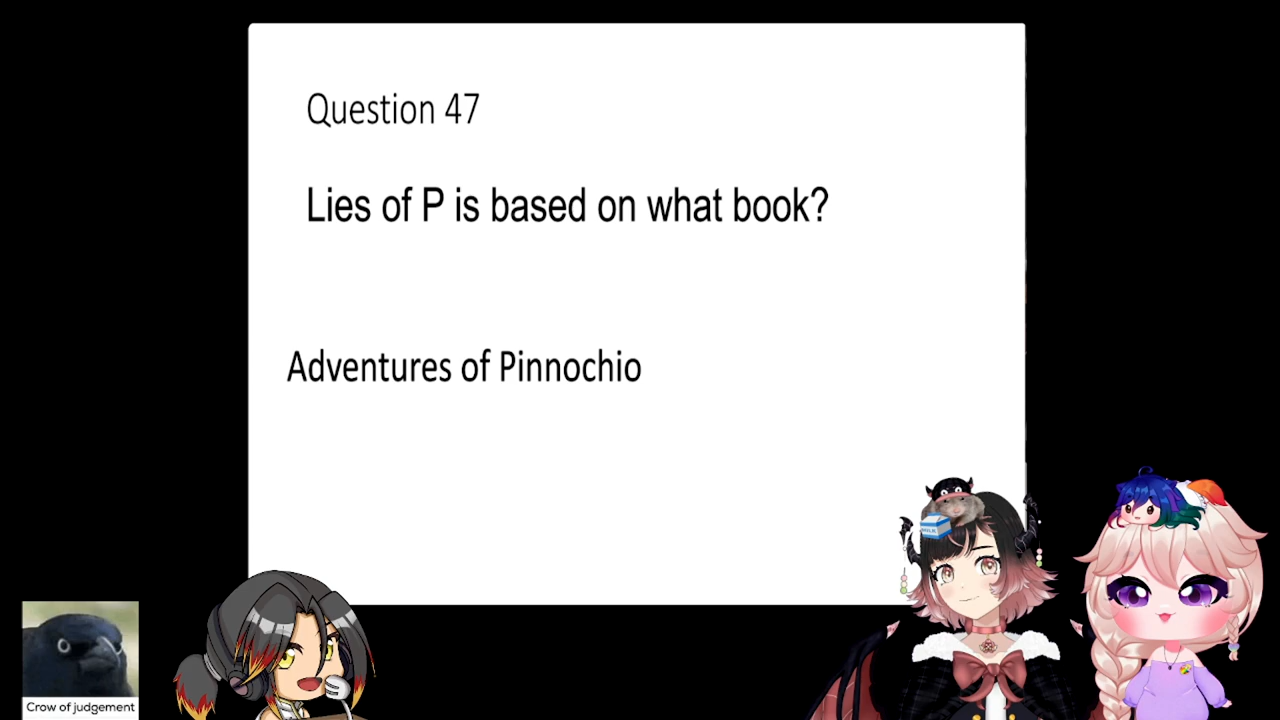 Question 47
Lies of P is based on what book?
Adventures of Pinnochio
Crow of judgement